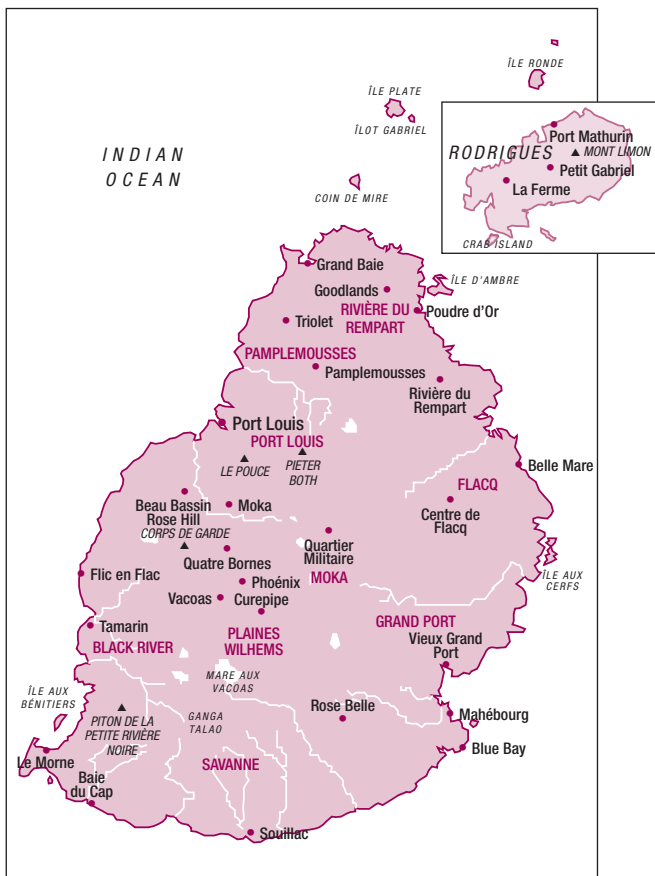 ÎLE RONDE
ÎLE PLATE
ÎLOT GABRIEL
INDIAN
OCEAN
COIN DE MIRE
Port Mathurin
RODRIGUES
MONT LIMON
Petit Gabriel
La Ferme
CRAB ISLAND
Grand Baie
ÎLE D'AMBRE
Goodlands
RIVIÈRE DU
REMPART
Poudre d'Or
Triolet
PAMPLEMOUSSES
Pamplemousses
Rivière du
Rempart
Port Louis
PORT LOUIS
LE POUCE
PIETER
BOTH
Belle Mare
FLACQ
Beau Bassin
Rose Hill
Moka
Centre de
Flacq
CORPS DE GARDE
Quartier
Militaire
Quatre Bornes
MOKA
Flic en Flac
Phoénix
ÎLE AUX
CERFS
Vacoas
Curepipe
Tamarin
BLACK RIVER
PLAINES
WILHEMS
GRAND PORT
Vieux Grand
Port
MARE AUX
VACOAS
ÎLE AUX
BÉNITIERS
PITON DE LA
PETITE RIVIÈRE
NOIRE
GANGA
TALAO
Rose Belle
Mahébourg
Blue Bay
Le Morne
SAVANNE
Baie
du Cap
Souillac